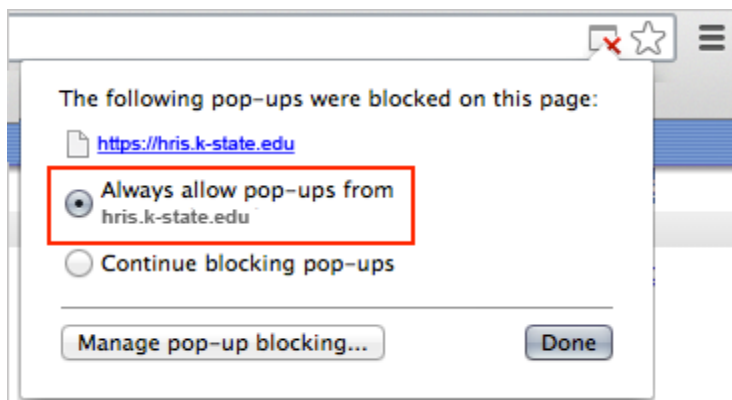 The following pop-ups were blocked on this page:
https://hris.k-state.edu
Always allow pop-ups from
hris.k-state.edu
Continue blocking pop-ups
Manage pop-up blocking...
Done